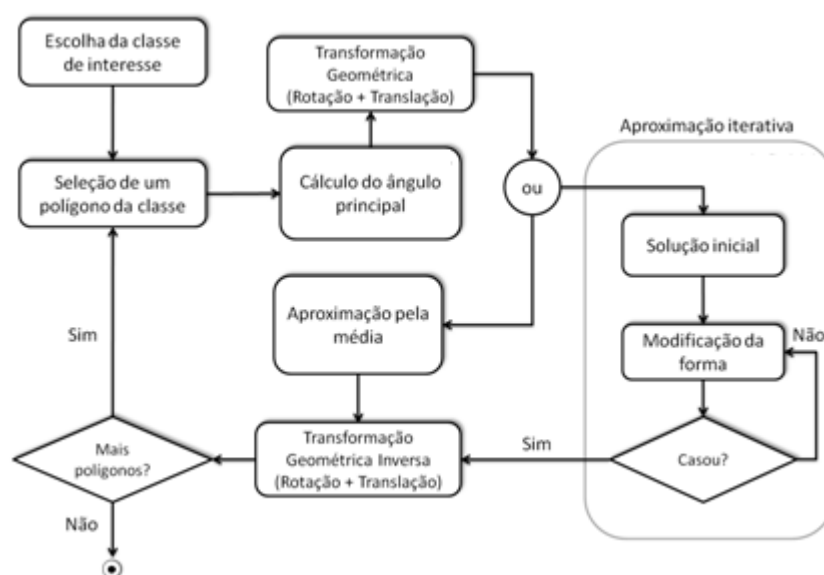 Escolha da classe
de interesse
Seleção de um
polígono da classe
Cálculo do ângulo
principal
Transformação
Geométrica
(Rotação + Translação)
ou
Aproximação iterativa
Solução inicial
Modificação da
forma
Não
Casou?
Sim
Aproximação pela
média
Transformação
Geométrica Inversa
(Rotação + Translação)
Mais
polígonos?
Sim
Não